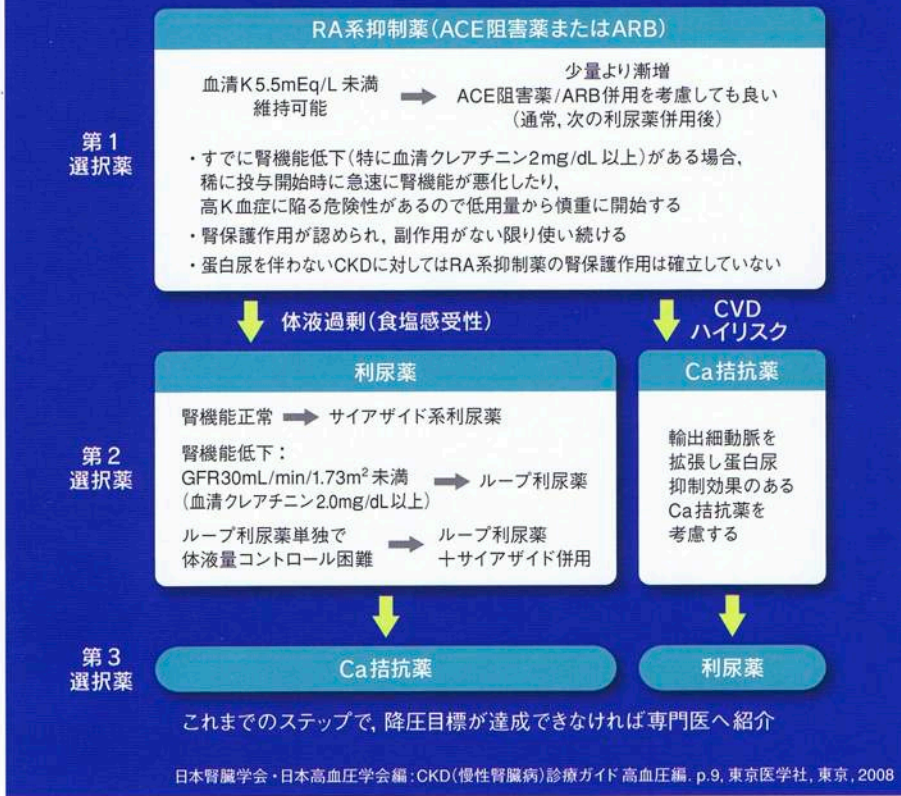 RA系抑制薬(ACE阻害薬またはARB)
第1
選択薬
血清K5.5mEq/L 未満
維持可能
少量より漸増
ACE阻害薬/ARB併用を考慮しても良い
(通常, 次の利尿薬併用後)
・すでに腎機能低下(特に血清クレアチニン2mg/dL 以上)がある場合,
稀に投与開始時に急速に腎機能が悪化したり,
高K血症に陥る危険性があるので低用量から慎重に開始する
・腎保護作用が認められ, 副作用がない限り使い続ける
・蛋白尿を伴わないCKDに対してはRA系抑制薬の腎保護作用は確立していない
体液過剰(食塩感受性)
CVD
ハイリスク
第2
選択薬
利尿薬
腎機能正常
サイアザイド系利尿薬
腎機能低下：
GFR30mL/min/1.73m²未満
(血清クレアチニン2.0mg/dL以上)
ループ利尿薬
ループ利尿薬単独で
体液量コントロール困難
ループ利尿薬
＋サイアザイド併用
Ca拮抗薬
輸出細動脈を
拡張し蛋白尿
抑制効果のある
Ca拮抗薬を
考慮する
第3
選択薬
Ca拮抗薬
利尿薬
これまでのステップで, 降圧目標が達成できなければ専門医へ紹介
日本腎臓学会・日本高血圧学会編：CKD(慢性腎臓病)診療ガイド 高血圧編. p.9, 東京医学社, 東京, 2008